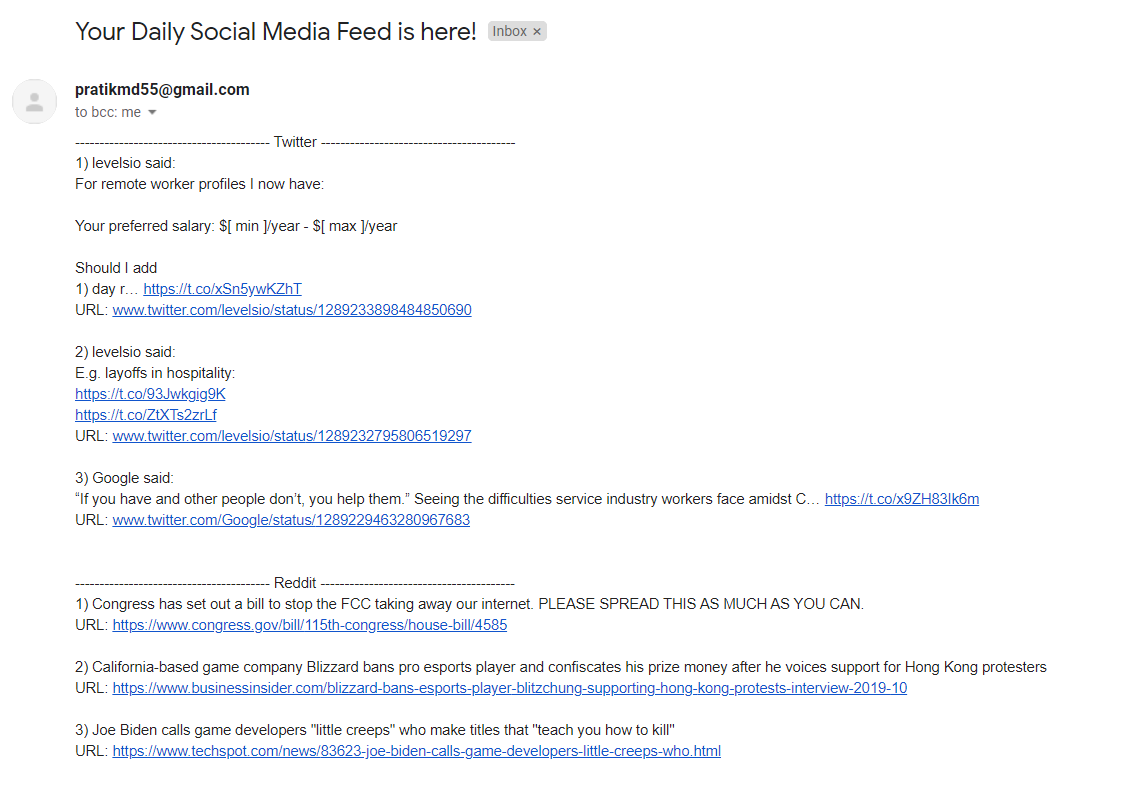 Your Daily Social Media Feed is here! Inbox ×
pratikmd55@gmail.com
to bcc: me
---------------------------------------- Twitter ----------------------------------------
1) levelsio said:
For remote worker profiles I now have:
Your preferred salary: $[ min ]/year - $[ max ]/year
Should I add
1) day r… https://t.co/xSn5ywKZhT
URL: www.twitter.com/levelsio/status/1289233898484850690
2) levelsio said:
E.g. layoffs in hospitality:
https://t.co/93Jwkgig9K
https://t.co/ZtXTs2zrLf
URL: www.twitter.com/levelsio/status/1289232795806519297
3) Google said:
“If you have and other people don’t, you help them.” Seeing the difficulties service industry workers face amidst C… https://t.co/x9ZH83Ik6m
URL: www.twitter.com/Google/status/1289229463280967683
---------------------------------------- Reddit ----------------------------------------
1) Congress has set out a bill to stop the FCC taking away our internet. PLEASE SPREAD THIS AS MUCH AS YOU CAN.
URL: https://www.congress.gov/bill/115th-congress/house-bill/4585
2) California-based game company Blizzard bans pro esports player and confiscates his prize money after he voices support for Hong Kong protesters
URL: https://www.businessinsider.com/blizzard-bans-esports-player-blitzchung-supporting-hong-kong-protests-interview-2019-10
3) Joe Biden calls game developers "little creeps" who make titles that "teach you how to kill"
URL: https://www.techspot.com/news/83623-joe-biden-calls-game-developers-little-creeps-who.html